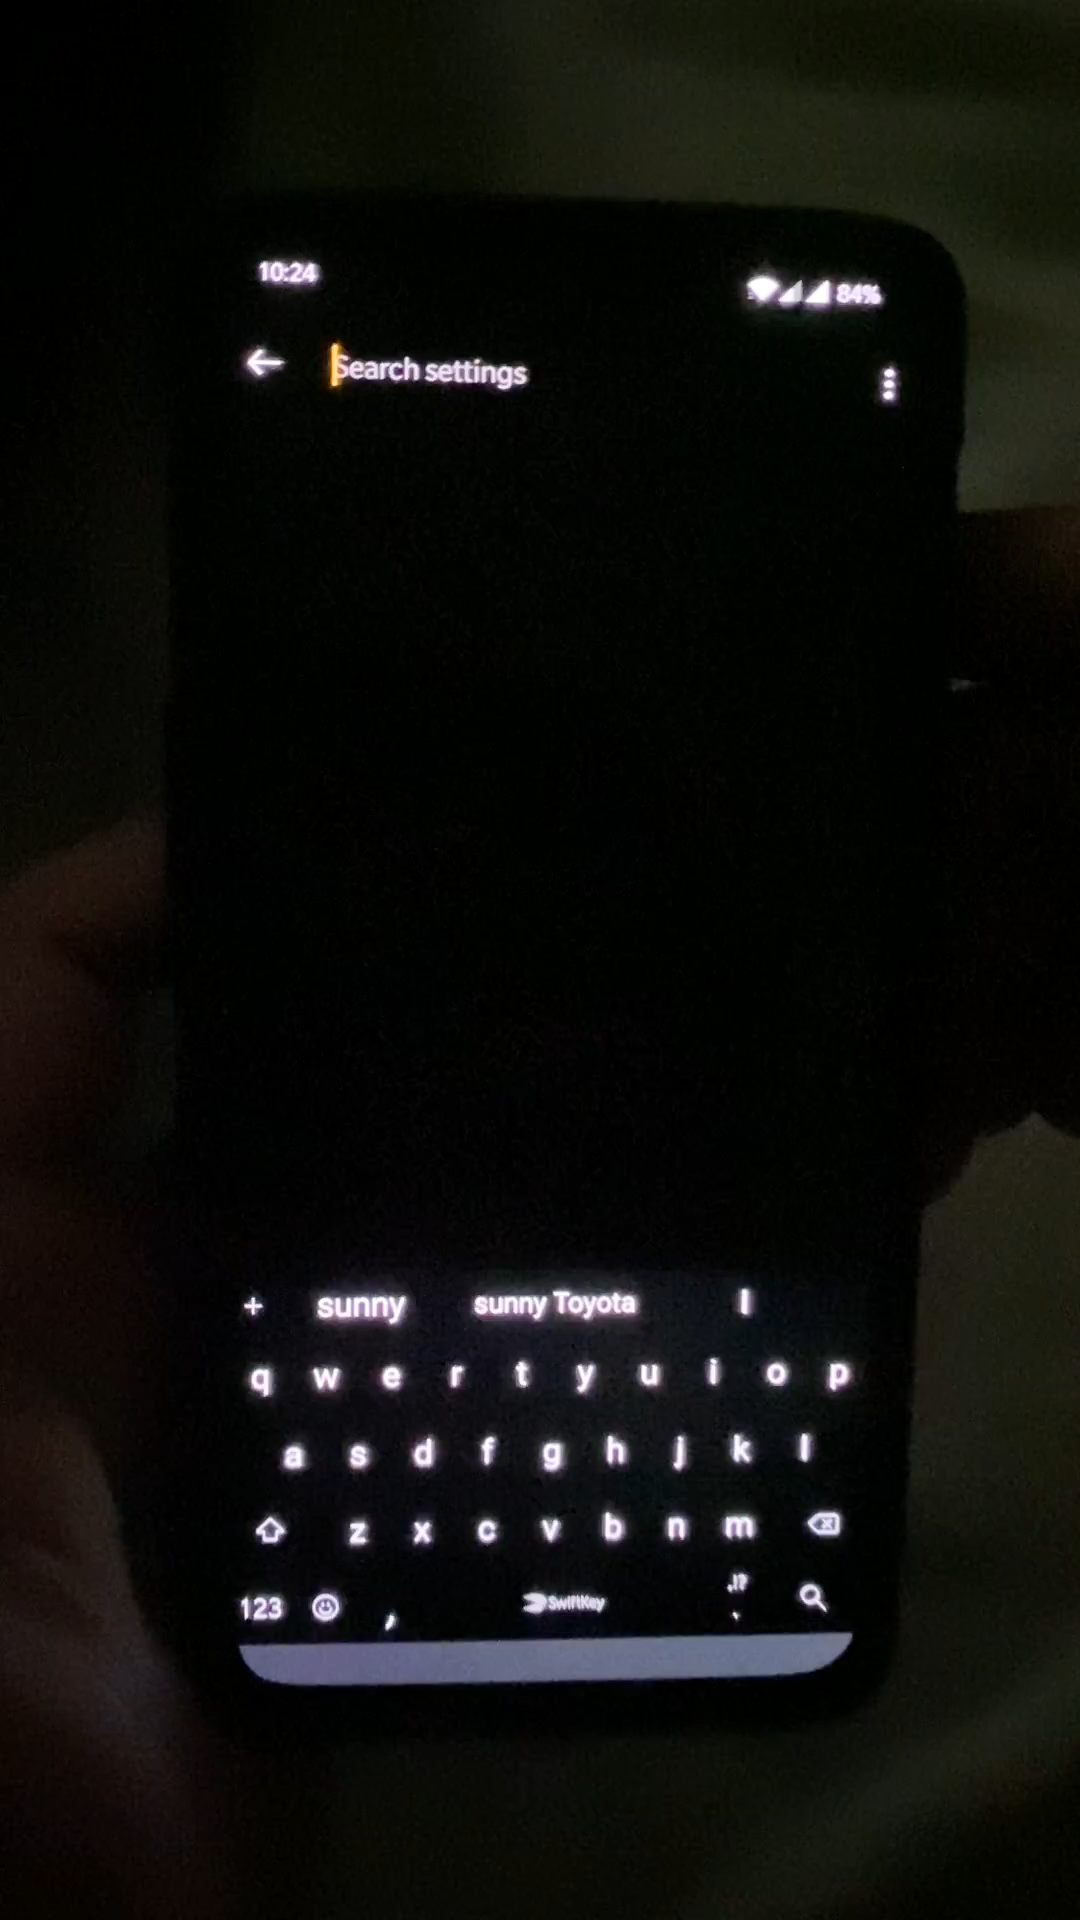 10:24 84%
Search settings
+ sunny sunny Toyota I
q w e r t y u i o p
a s d f g h j k l
z x c v b n m
123 , SwiftKey ,!? .